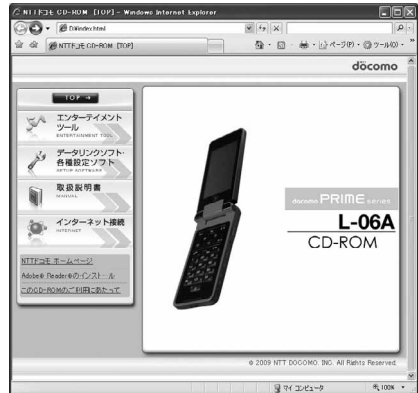 NTTドコモ CD-ROM [TOP] - Windows Internet Explorer
D:¥index.html
NTTドコモ CD-ROM [TOP]
ページ(P)
ツール(O)
döcomo
TOP
エンターテイメント
ツール
ENTERTAINMENT TOOL
データリンクソフト・
各種設定ソフト
SETUP SOFTWARE
取扱説明書
MANUAL
インターネット接続
INTERNET
NTTドコモ ホームページ
Adobe® Reader®のインストール
このCD-ROMのご利用にあたって
docomo PRIME series
L-06A
CD-ROM
© 2009 NTT DOCOMO, INC. All Rights Reserved.
マイ コンピュータ
100%